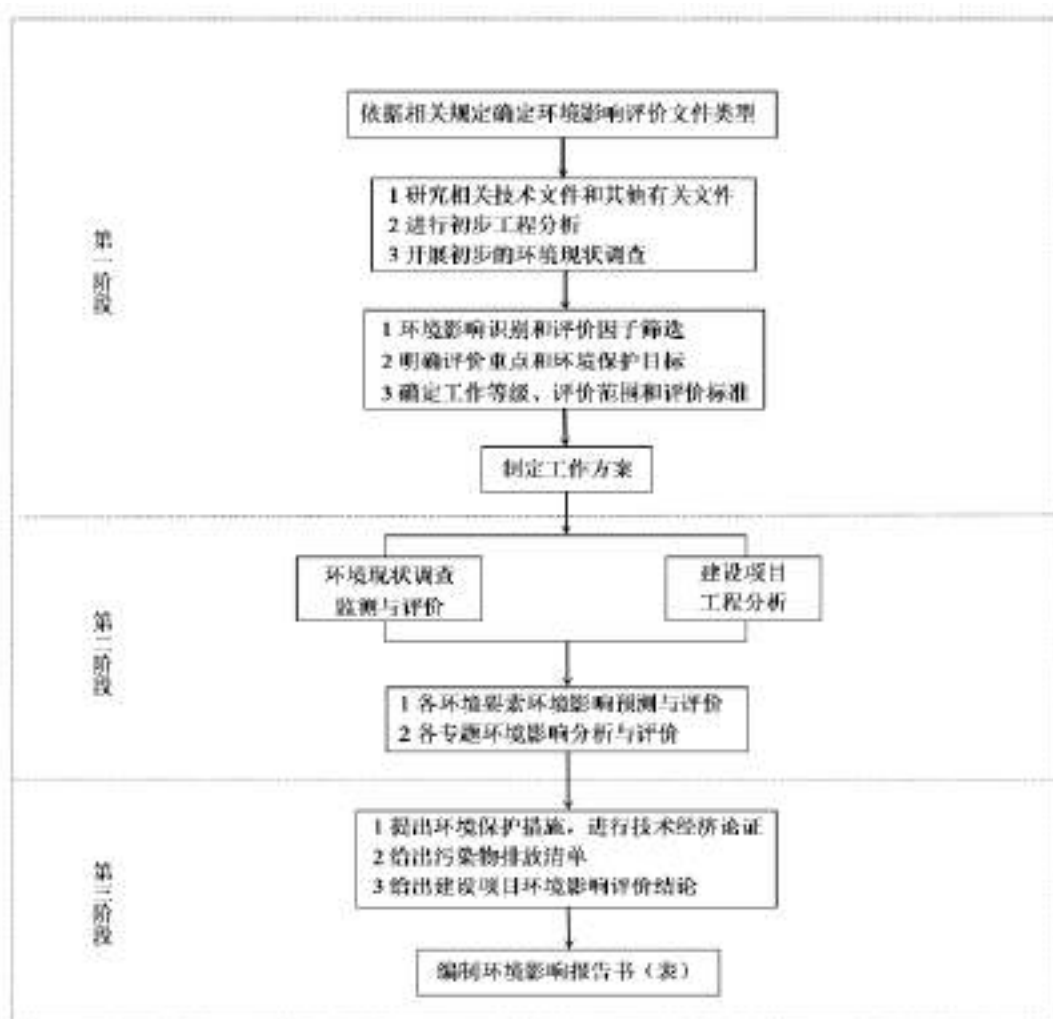 依据相关规定确定环境影响评价文件类型
1 研究相关技术文件和其他有关文件
2 进行初步工程分析
3 开展初步的环境现状调查
第一阶段
1 环境影响识别和评价因子筛选
2 明确评价重点和环境保护目标
3 确定工作等级、评价范围和评价标准
制定工作方案
环境现状调查
监测与评价
建设项目
工程分析
第二阶段
1 各环境要素环境影响预测与评价
2 各专题环境影响分析与评价
1 提出环境保护措施，进行技术经济论证
2 给出污染物排放清单
3 给出建设项目环境影响评价结论
第三阶段
编制环境影响报告书（表）